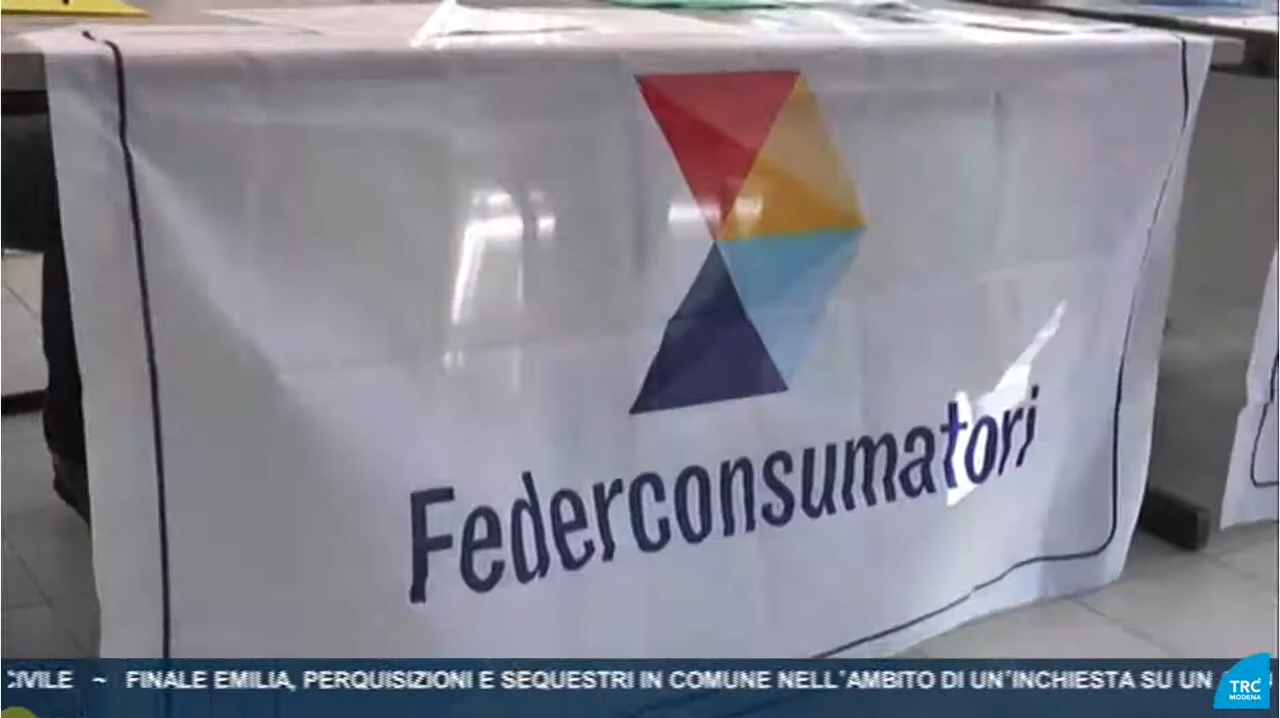 Federconsumatori
CIVILE ~ FINALE EMILIA, PERQUISIZIONI E SEQUESTRI IN COMUNE NELL'AMBITO DI UN'INCHIESTA SU UN
TRC
MODENA